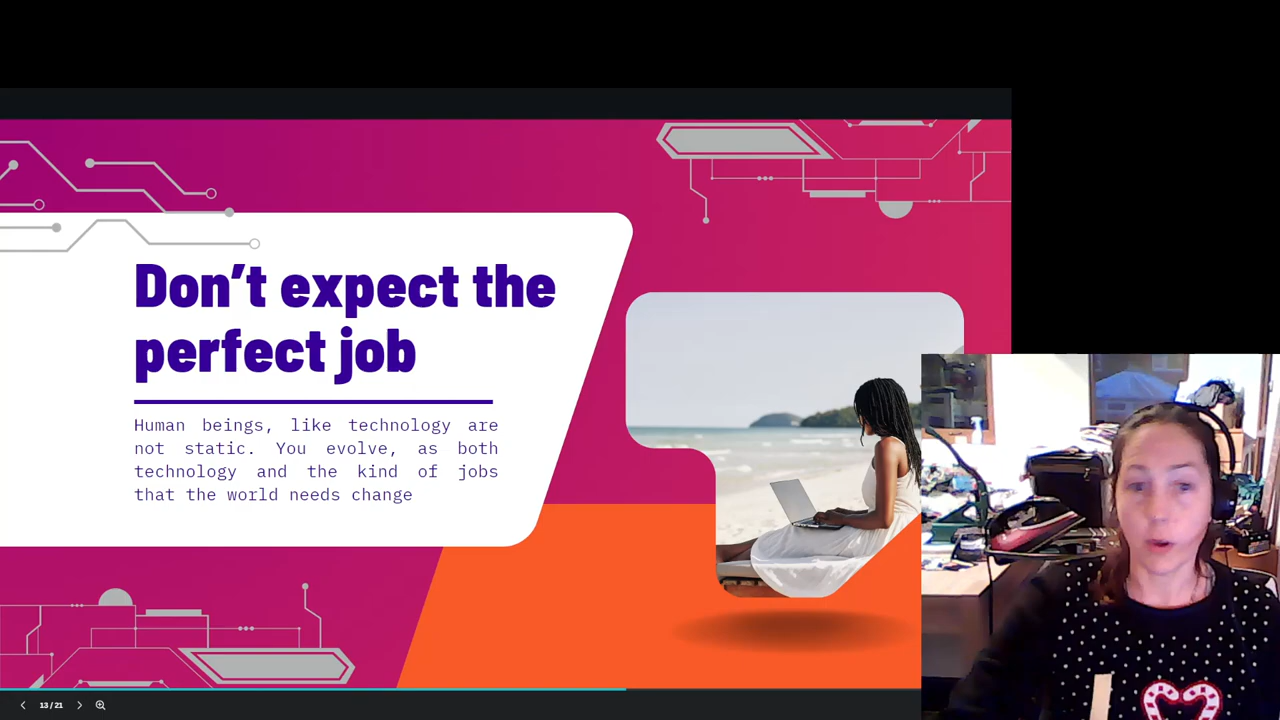 Don’t expect the
perfect job
Human beings, like technology are
not static. You evolve, as both
technology and the kind of jobs
that the world needs change
13 / 21